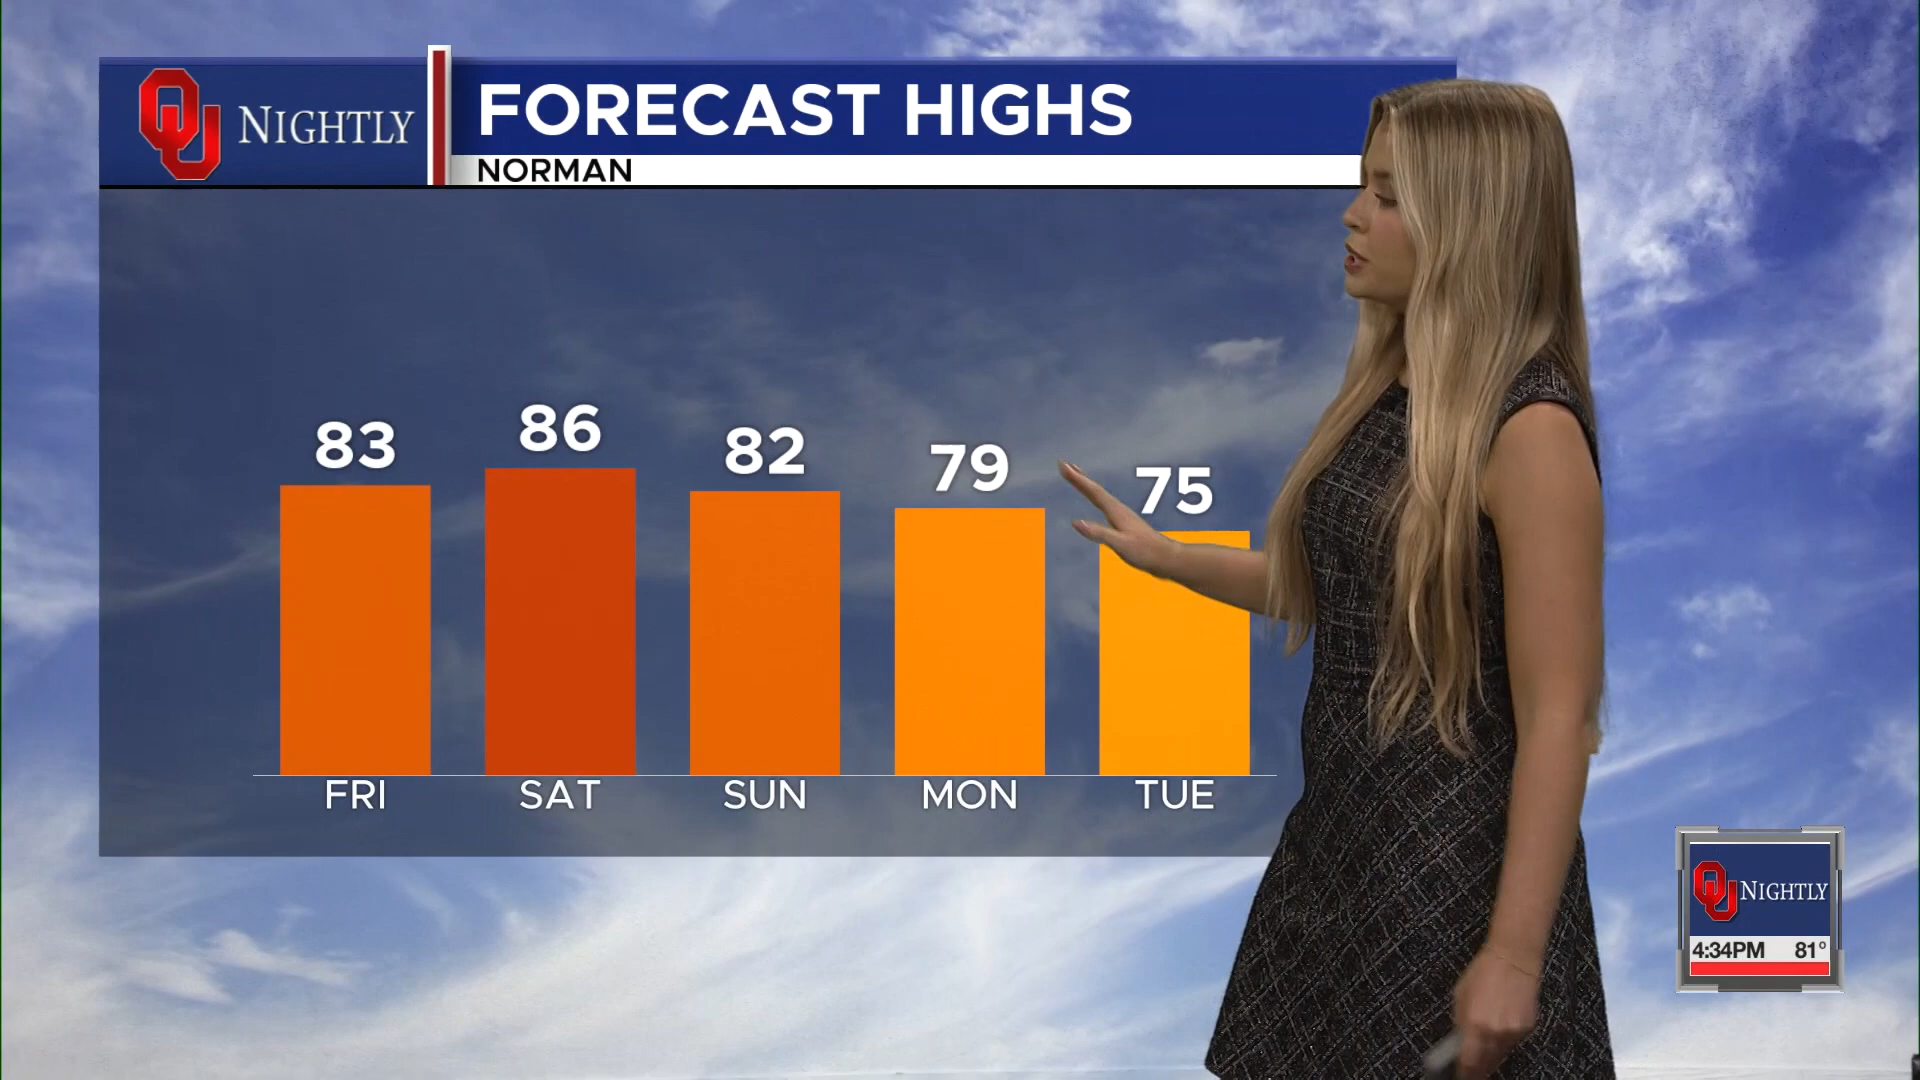 OU NIGHTLY
FORECAST HIGHS
NORMAN
83 86 82 79 75
FRI SAT SUN MON TUE
OU NIGHTLY
4:34PM 81°